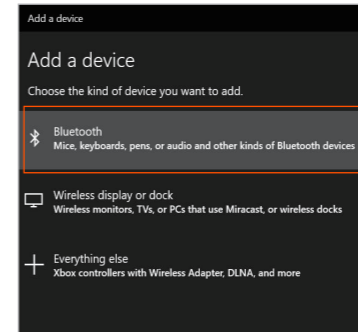 Add a device
Add a device
Choose the kind of device you want to add.
Bluetooth
Mice, keyboards, pens, or audio and other kinds of Bluetooth devices
Wireless display or dock
Wireless monitors, TVs, or PCs that use Miracast, or wireless docks
Everything else
Xbox controllers with Wireless Adapter, DLNA, and more